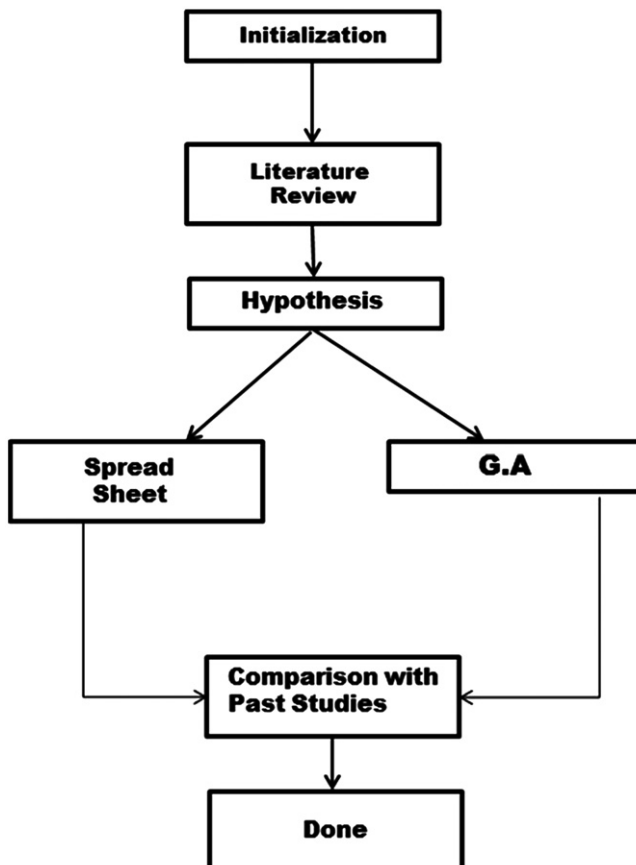 Initialization
Literature
Review
Hypothesis
Spread
Sheet
G.A
Comparison with
Past Studies
Done